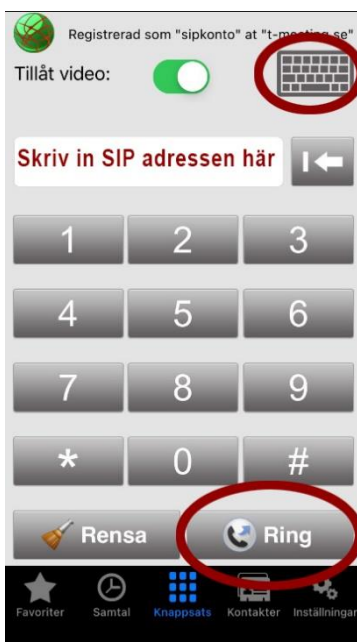 Registrerad som "sipkonto" at "t-meeting.se"
Tillåt video:
Skriv in SIP adressen här
1 2 3
4 5 6
7 8 9
* 0 #
Rensa Ring
Favoriter Samtal Knappsats Kontakter Inställningar